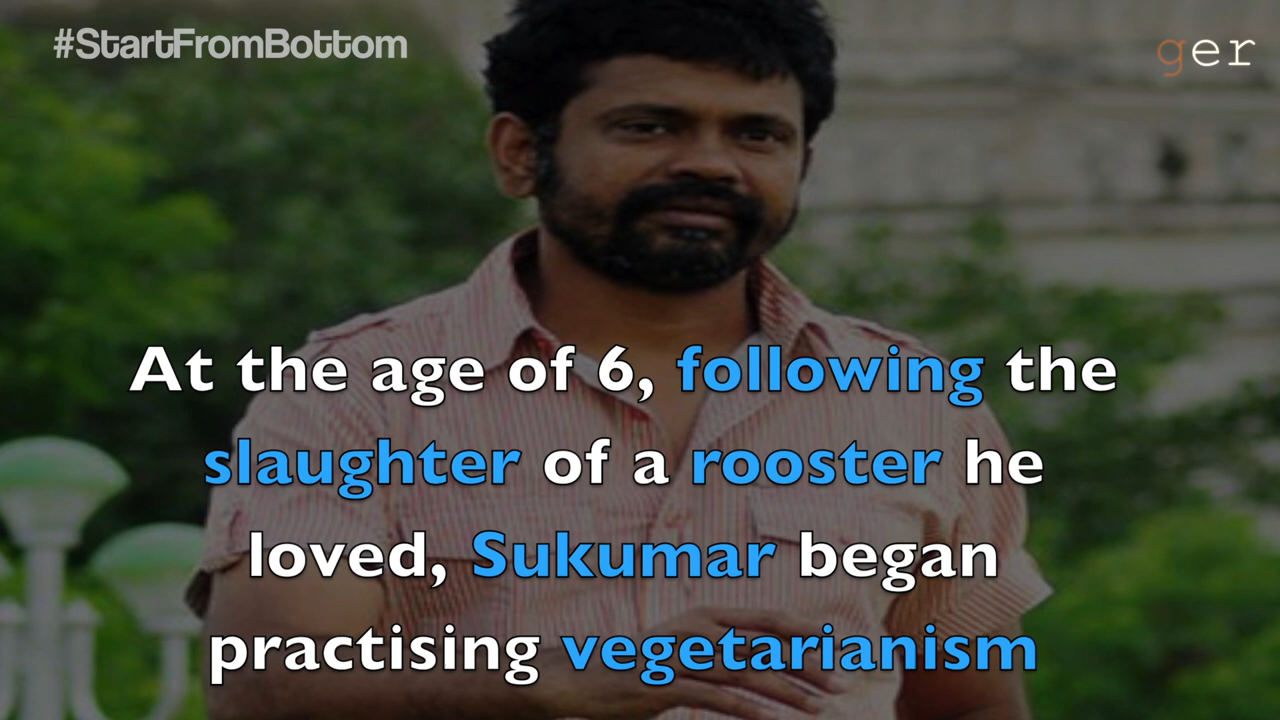 #StartFromBottom
ger
At the age of 6, following the
slaughter of a rooster he
loved, Sukumar began
practising vegetarianism